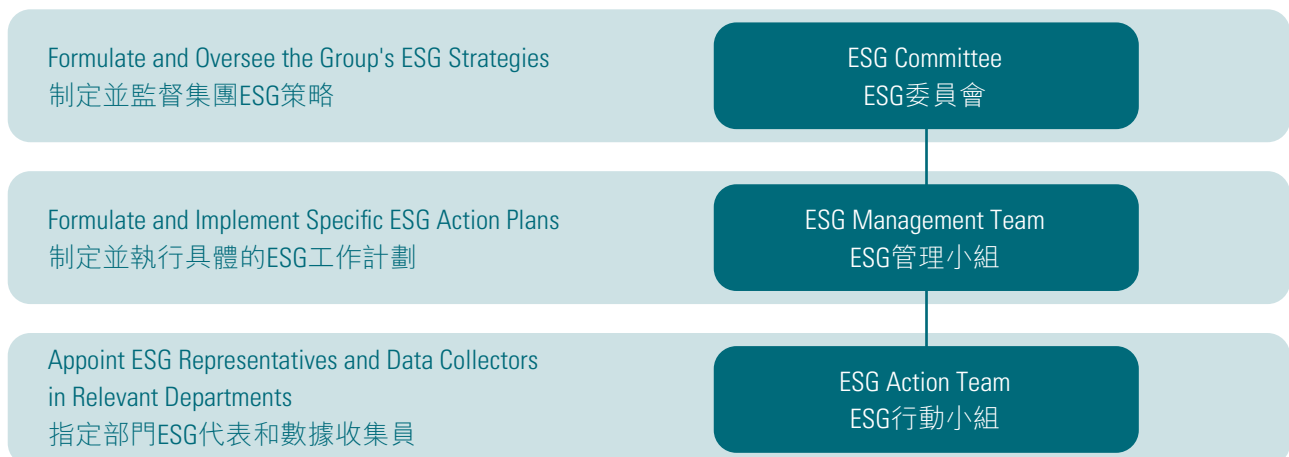 Formulate and Oversee the Group's ESG Strategies
制定並監督集團ESG策略
ESG Committee
ESG委員會
Formulate and Implement Specific ESG Action Plans
制定並執行具體的ESG工作計劃
ESG Management Team
ESG管理小組
Appoint ESG Representatives and Data Collectors
in Relevant Departments
指定部門ESG代表和數據收集員
ESG Action Team
ESG行動小組